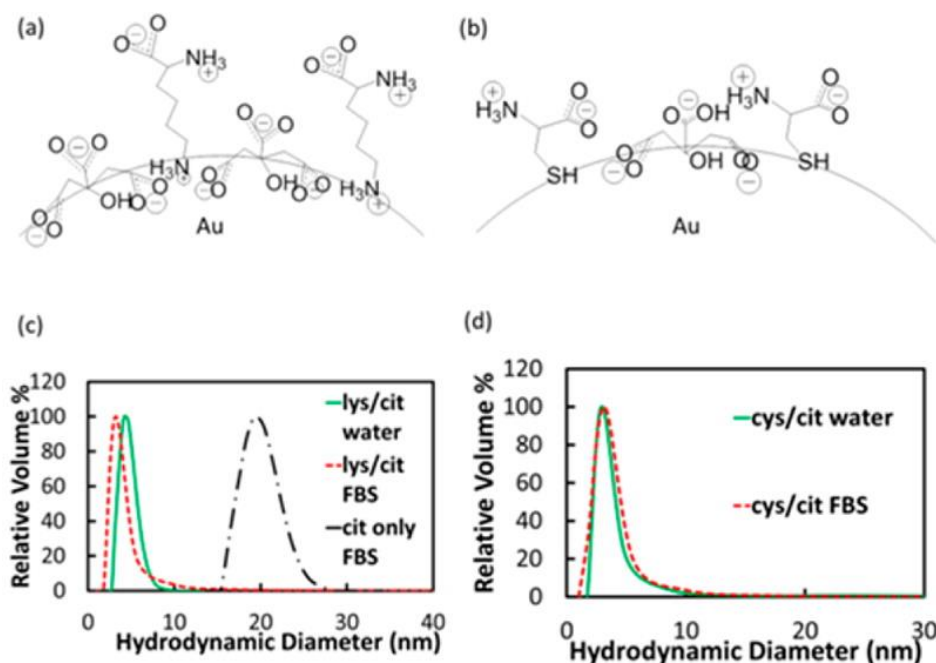 (a)
(b)
O
O
NH3
+
−
O
O
NH3
+
−
H3N
+
O
O
−
O
OH
−
H3N
+
O
O
−
O
O
−
O
O
−
H3N
+
O
O
−
OH
O
−
O
−
O
OH
O
−
H3N
+
SH
O
O
−
OH
O
O
−
SH
Au
Au
(c)
(d)
Relative Volume %
120
100
80
60
40
20
0
lys/cit
water
lys/cit
FBS
cit only
FBS
0
10
20
30
40
Hydrodynamic Diameter (nm)
Relative Volume %
120
100
80
60
40
20
0
cys/cit water
cys/cit FBS
0
10
20
30
Hydrodynamic Diameter (nm)